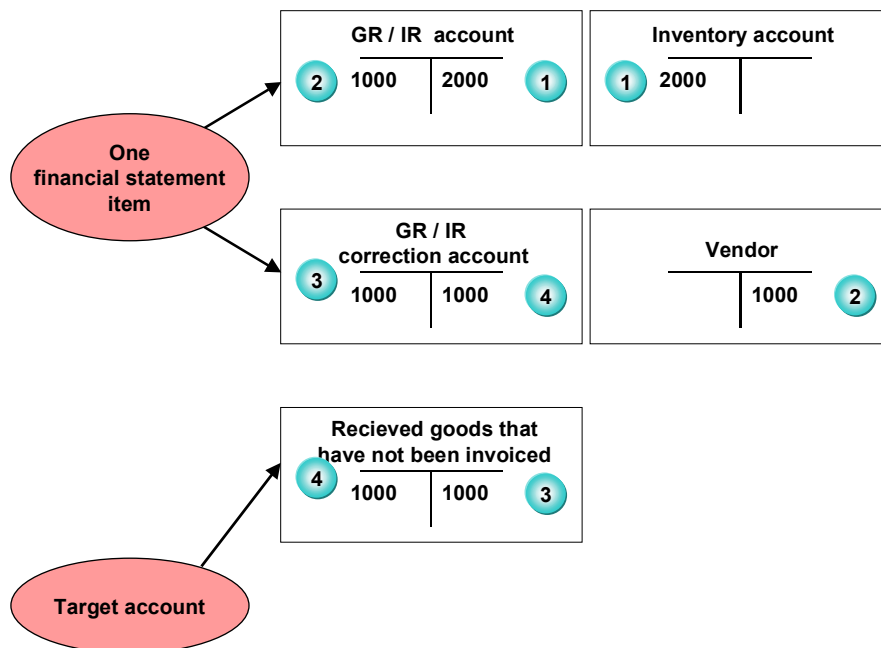 GR / IR account
2 1000 2000 1
Inventory account
1 2000
One
financial statement
item
GR / IR
correction account
3 1000 1000 4
Vendor
1000 2
Recieved goods that
have not been invoiced
4 1000 1000 3
Target account